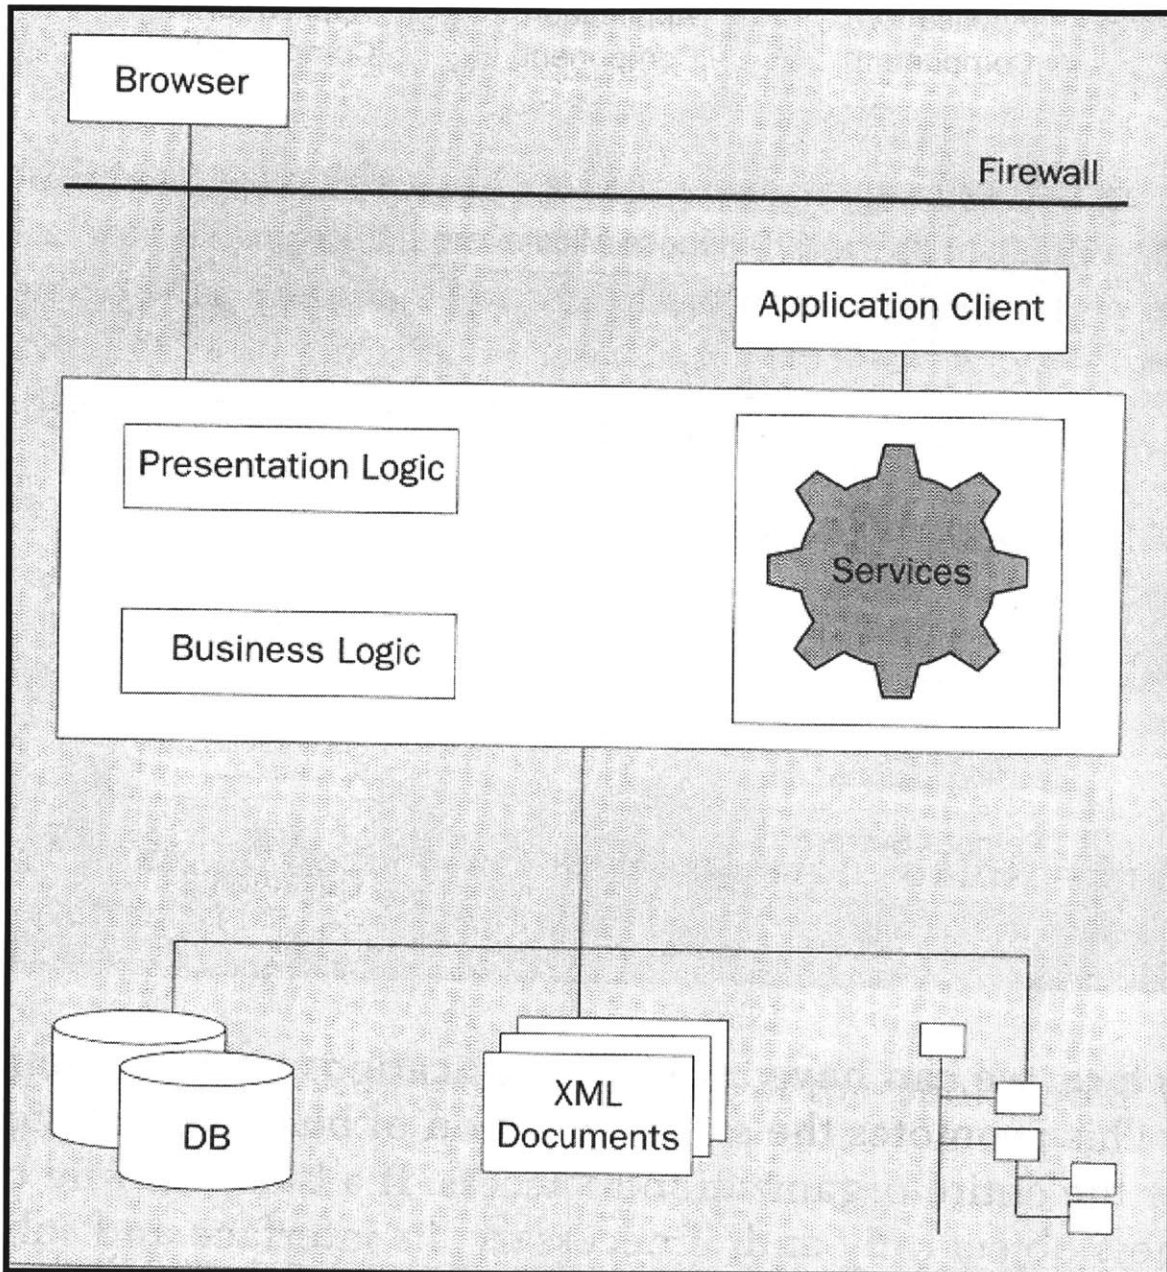 Browser
Firewall
Application Client
Presentation Logic
Services
Business Logic
DB
XML
Documents